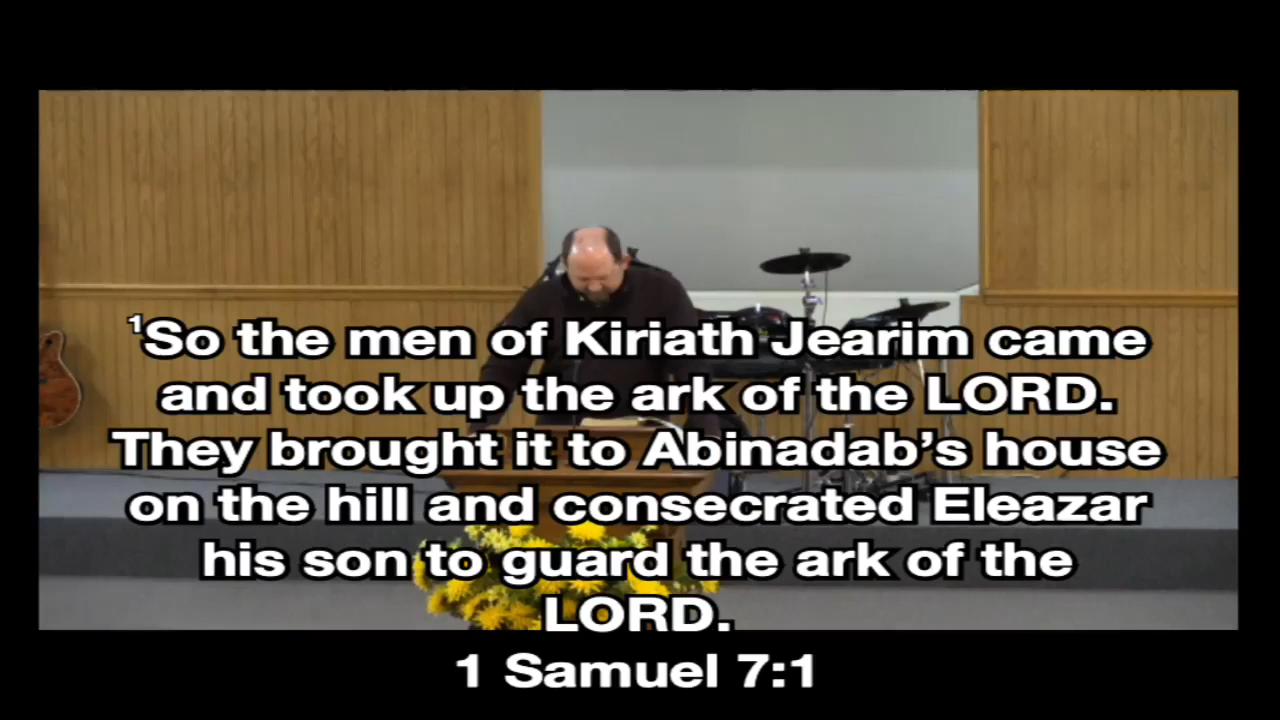 ¹So the men of Kiriath Jearim came
and took up the ark of the LORD.
They brought it to Abinadab’s house
on the hill and consecrated Eleazar
his son to guard the ark of the
LORD.
1 Samuel 7:1